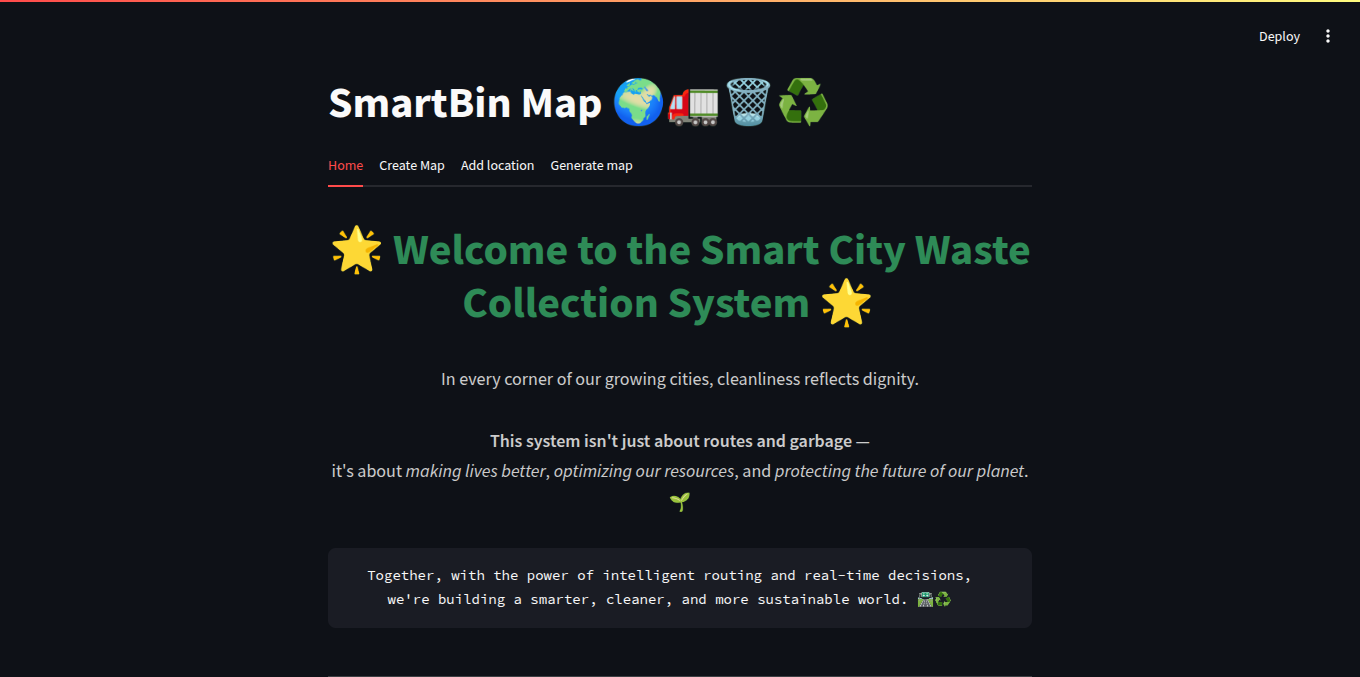 Deploy
SmartBin Map 🌍🚛🗑️♻️
Home Create Map Add location Generate map
🌟 Welcome to the Smart City Waste
Collection System 🌟
In every corner of our growing cities, cleanliness reflects dignity.
This system isn't just about routes and garbage —
it's about making lives better, optimizing our resources, and protecting the future of our planet.
🌱
Together, with the power of intelligent routing and real-time decisions,
we're building a smarter, cleaner, and more sustainable world. 🛣️♻️